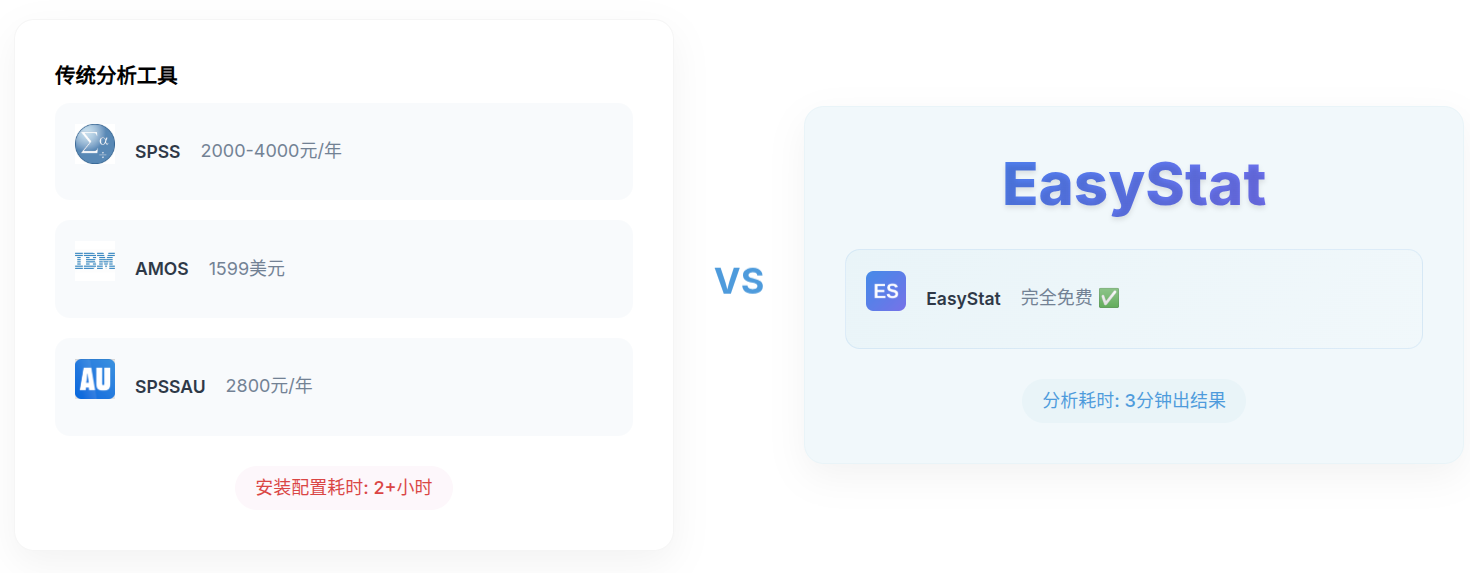 传统分析工具
Σα
÷
SPSS 2000-4000元/年
IBM
AMOS 1599美元
AU
SPSSAU 2800元/年
安装配置耗时: 2+小时
VS
EasyStat
ES
EasyStat 完全免费 ✅
分析耗时: 3分钟出结果